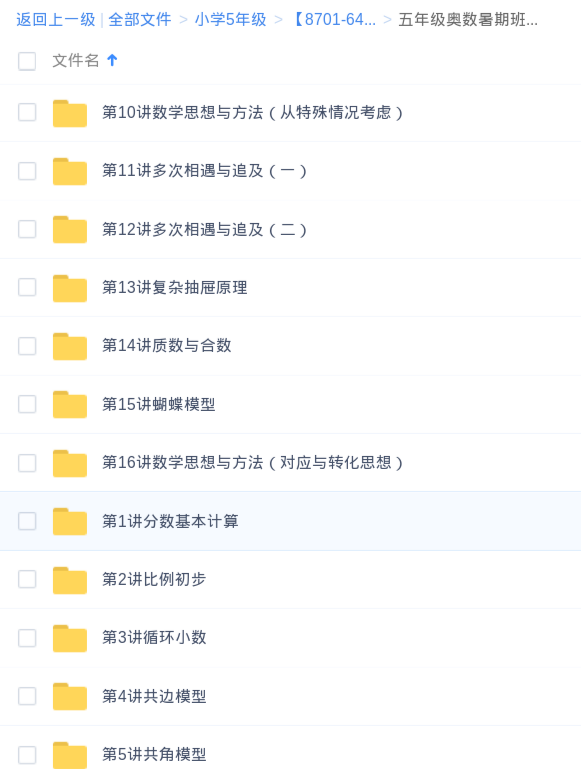 返回上一级 | 全部文件 > 小学5年级 > 【8701-64... > 五年级奥数暑期班...
文件名
第10讲数学思想与方法（从特殊情况考虑）
第11讲多次相遇与追及（一）
第12讲多次相遇与追及（二）
第13讲复杂抽屉原理
第14讲质数与合数
第15讲蝴蝶模型
第16讲数学思想与方法（对应与转化思想）
第1讲分数基本计算
第2讲比例初步
第3讲循环小数
第4讲共边模型
第5讲共角模型